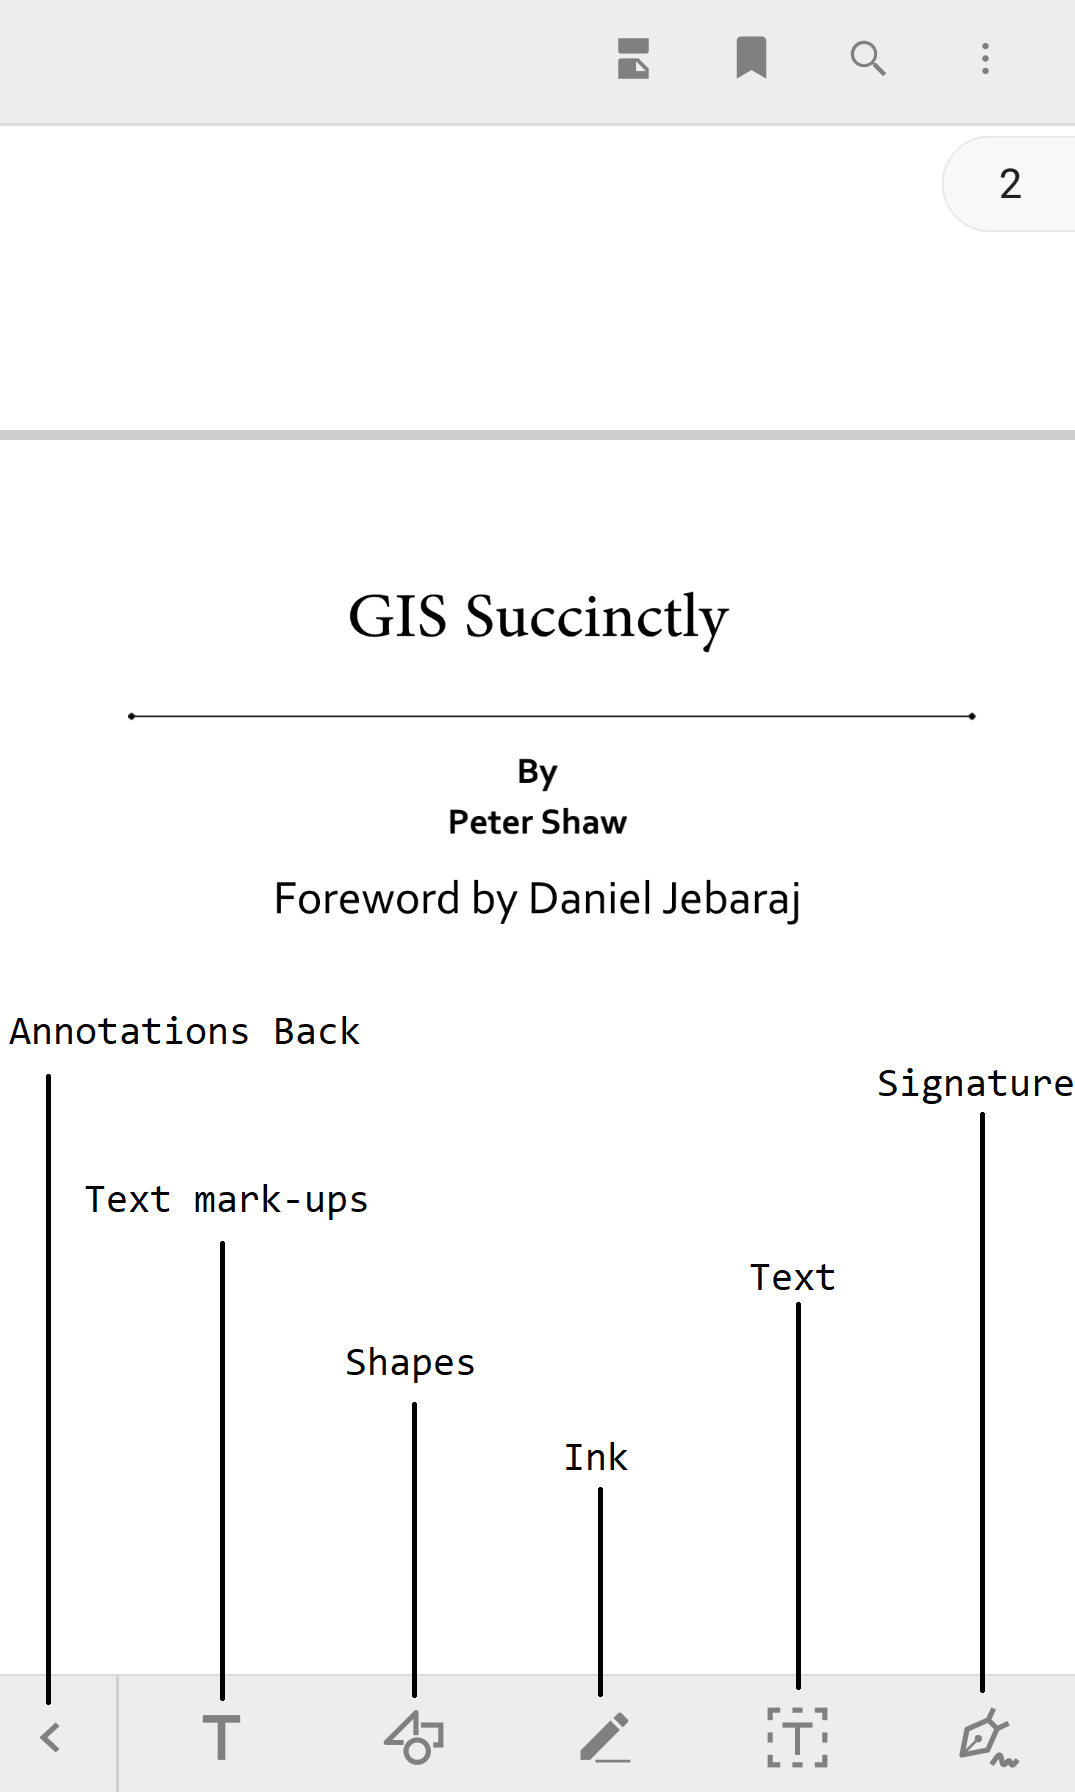 2
GIS Succinctly
By
Peter Shaw
Foreword by Daniel Jebaraj
Annotations Back
Signature
Text mark-ups
Text
Shapes
Ink
T
T